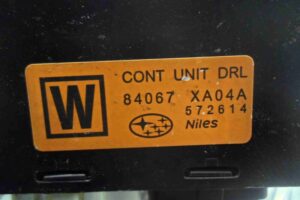 W
CONT UNIT DRL
84067 XA04A
572614
Niles